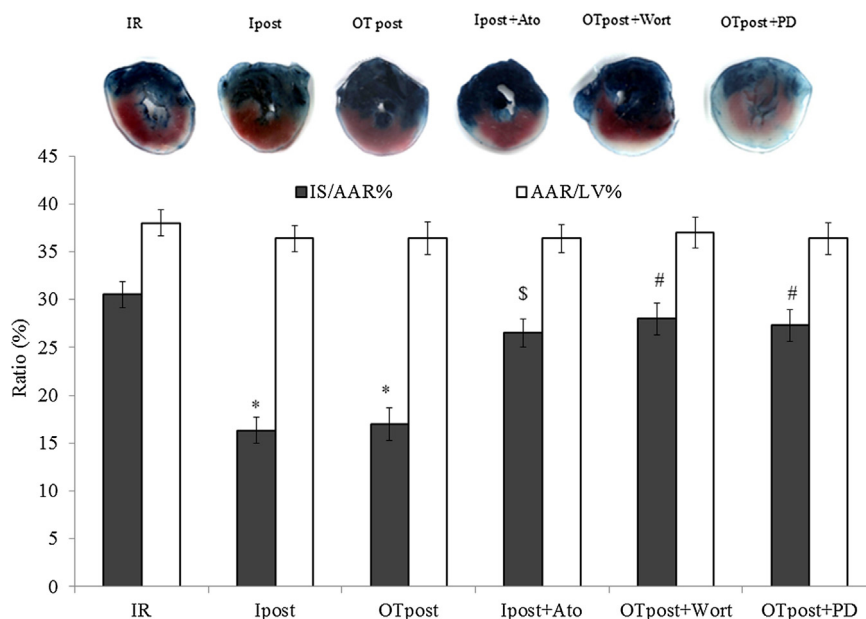 IR Ipost OT post Ipost+Ato OTpost+Wort OTpost+PD
45
IS/AAR% AAR/LV%
40
35
30
25
20
15
10
5
0
Ratio (%)
* * $ # #
IR Ipost OTpost Ipost+Ato OTpost+Wort OTpost+PD